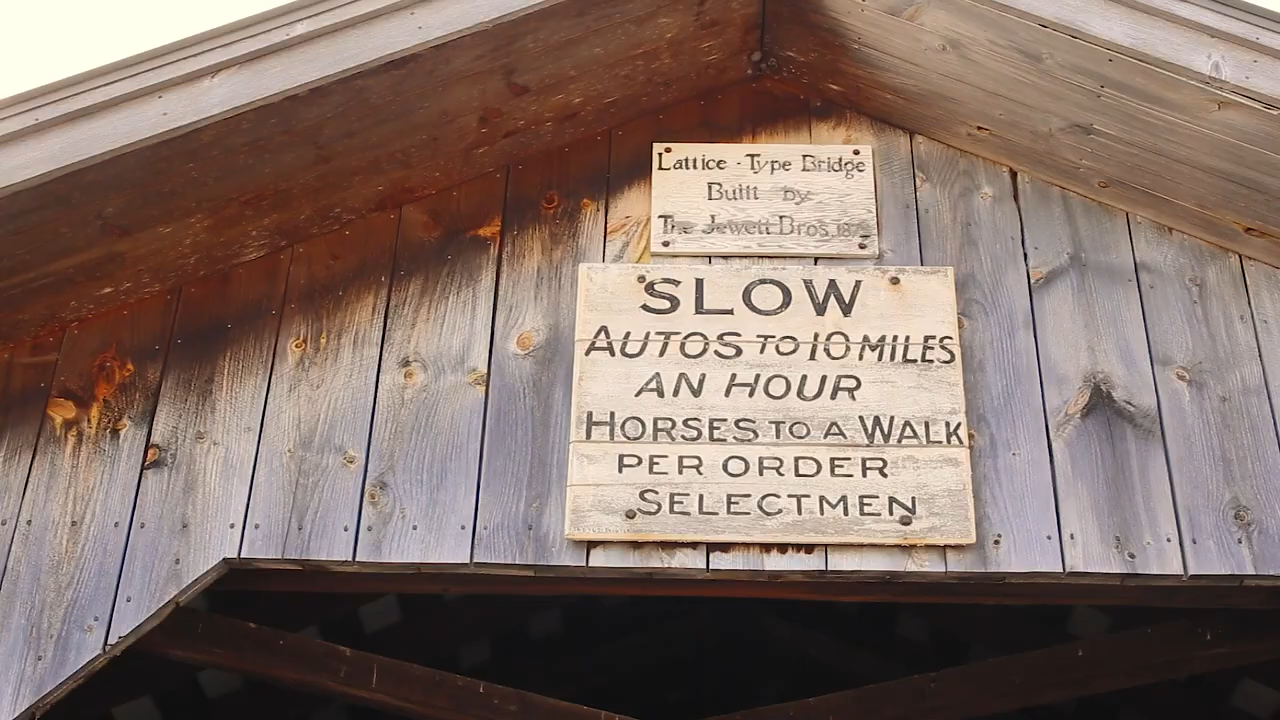 Lattice - Type Bridge
Built by
The Jewett Bros.
SLOW
AUTOS TO 10 MILES
AN HOUR
HORSES TO A WALK
PER ORDER
SELECTMEN